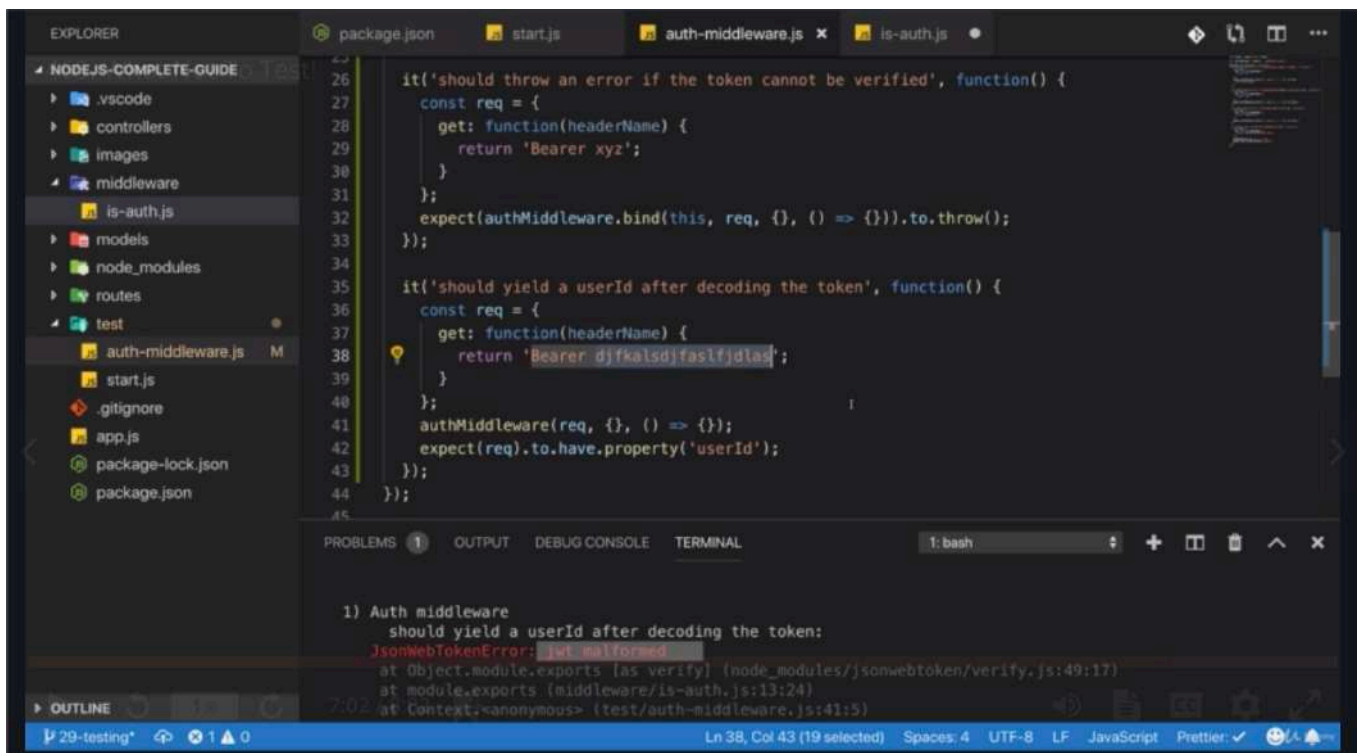 EXPLORER
package.json
start.js
auth-middleware.js
is-auth.js
NODEJS-COMPLETE-GUIDE
.vscode
controllers
images
middleware
is-auth.js
models
node_modules
routes
test
auth-middleware.js M
start.js
.gitignore
app.js
package-lock.json
package.json
OUTLINE
26 it('should throw an error if the token cannot be verified', function() {
27 const req = {
28 get: function(headerName) {
29 return 'Bearer xyz';
30 }
31 };
32 expect(authMiddleware.bind(this, req, {}, () => {})).to.throw();
33 });
34
35 it('should yield a userId after decoding the token', function() {
36 const req = {
37 get: function(headerName) {
38 return 'Bearer djfkalsdjfaslfjdlas';
39 }
40 };
41 authMiddleware(req, {}, () => {});
42 expect(req).to.have.property('userId');
43 });
44 });
45
PROBLEMS 1 OUTPUT DEBUG CONSOLE TERMINAL 1: bash
1) Auth middleware
should yield a userId after decoding the token:
JsonWebTokenError: jwt malformed
at Object.module.exports [as verify] (node_modules/jsonwebtoken/verify.js:49:17)
at module.exports (middleware/is-auth.js:13:24)
7:02 at Context.<anonymous> (test/auth-middleware.js:41:5)
29-testing* 1 0 Ln 38, Col 43 (19 selected) Spaces: 4 UTF-8 LF JavaScript Prettier: ✓